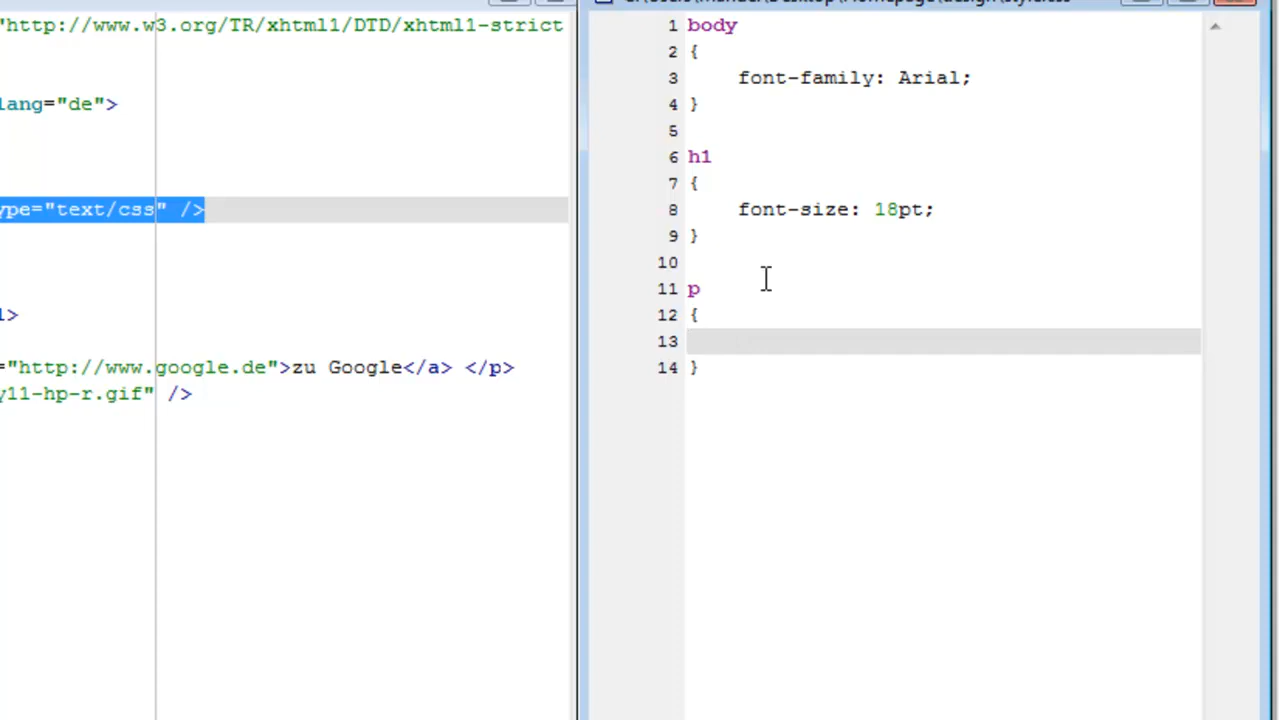 "http://www.w3.org/TR/xhtml1/DTD/xhtml1-strict
lang="de">
ype="text/css" />
l>
="http://www.google.de">zu Google</a> </p>
y11-hp-r.gif" />
1 body
2 {
3 font-family: Arial;
4 }
5
6 h1
7 {
8 font-size: 18pt;
9 }
10
11 p
12 {
13
14 }